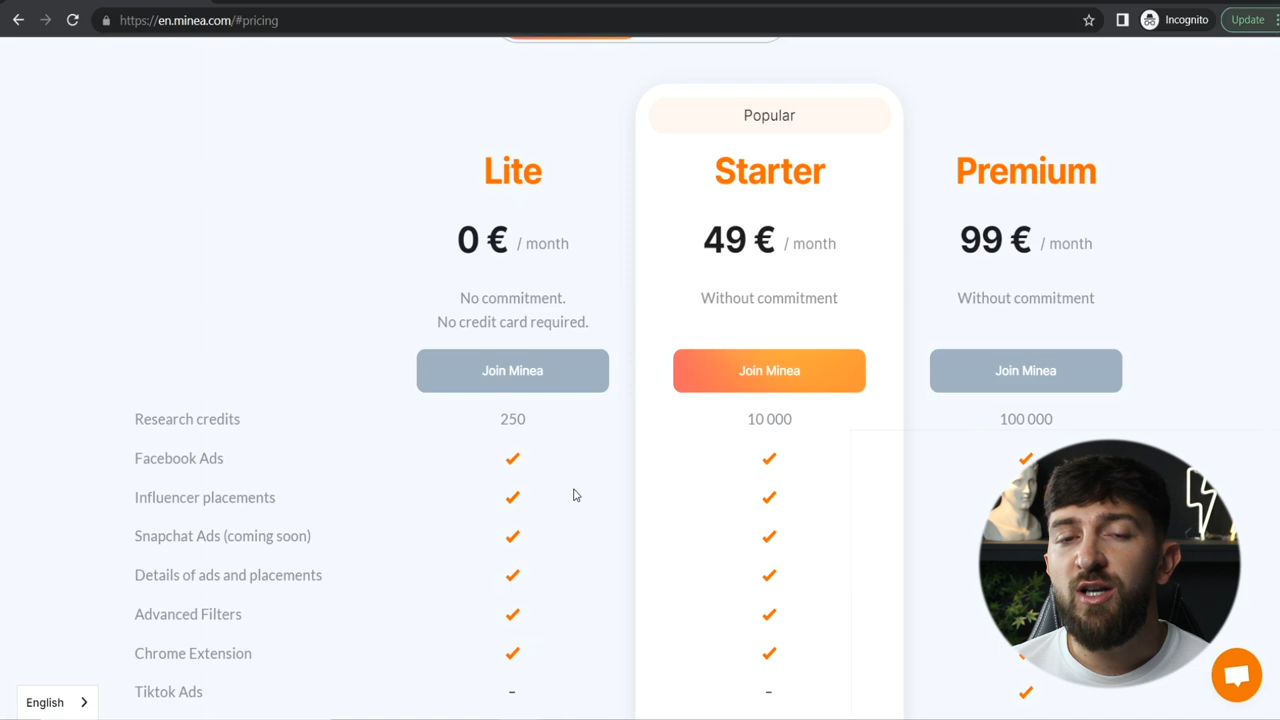 https://en.minea.com/#pricing
Incognito
Update
Popular
Lite
Starter
Premium
0 € / month
49 € / month
99 € / month
No commitment.
No credit card required.
Without commitment
Without commitment
Join Minea
Join Minea
Join Minea
Research credits 250 10 000 100 000
Facebook Ads
Influencer placements
Snapchat Ads (coming soon)
Details of ads and placements
Advanced Filters
Chrome Extension
Tiktok Ads - -
English